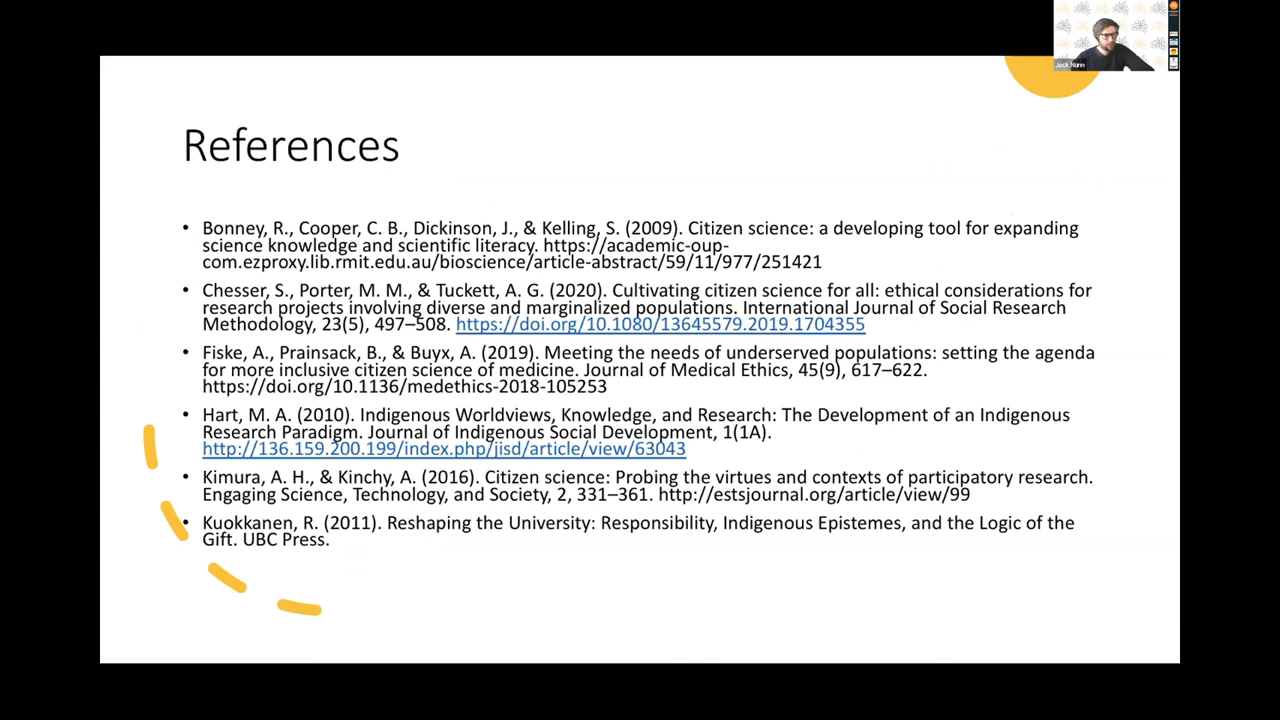 Jack Nunn
References
• Bonney, R., Cooper, C. B., Dickinson, J., & Kelling, S. (2009). Citizen science: a developing tool for expanding
science knowledge and scientific literacy. https://academic-oup-
com.ezproxy.lib.rmit.edu.au/bioscience/article-abstract/59/11/977/251421
• Chesser, S., Porter, M. M., & Tuckett, A. G. (2020). Cultivating citizen science for all: ethical considerations for
research projects involving diverse and marginalized populations. International Journal of Social Research
Methodology, 23(5), 497–508. https://doi.org/10.1080/13645579.2019.1704355
• Fiske, A., Prainsack, B., & Buyx, A. (2019). Meeting the needs of underserved populations: setting the agenda
for more inclusive citizen science of medicine. Journal of Medical Ethics, 45(9), 617–622.
https://doi.org/10.1136/medethics-2018-105253
• Hart, M. A. (2010). Indigenous Worldviews, Knowledge, and Research: The Development of an Indigenous
Research Paradigm. Journal of Indigenous Social Development, 1(1A).
http://136.159.200.199/index.php/jisd/article/view/63043
• Kimura, A. H., & Kinchy, A. (2016). Citizen science: Probing the virtues and contexts of participatory research.
Engaging Science, Technology, and Society, 2, 331–361. http://estsjournal.org/article/view/99
• Kuokkanen, R. (2011). Reshaping the University: Responsibility, Indigenous Epistemes, and the Logic of the
Gift. UBC Press.